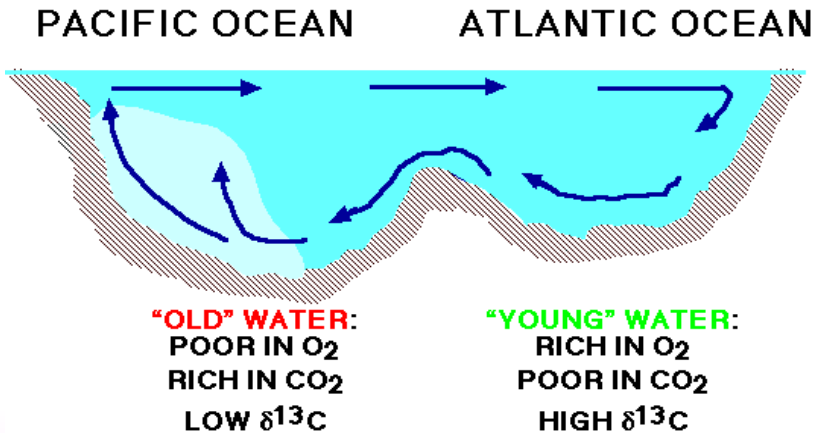 PACIFIC OCEAN ATLANTIC OCEAN
“OLD” WATER:
POOR IN O2
RICH IN CO2
LOW δ13C
“YOUNG” WATER:
RICH IN O2
POOR IN CO2
HIGH δ13C